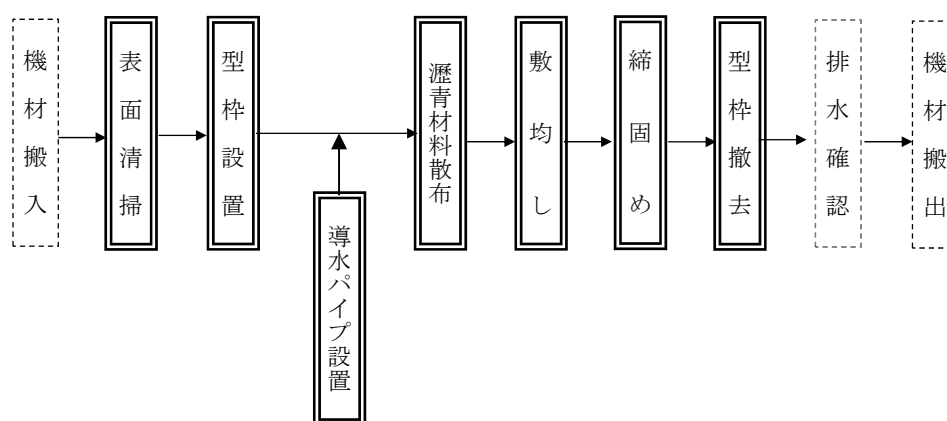 機材搬入
表面清掃
型枠設置
導水パイプ設置
瀝青材料散布
敷均し
締固め
型枠撤去
排水確認
機材搬出